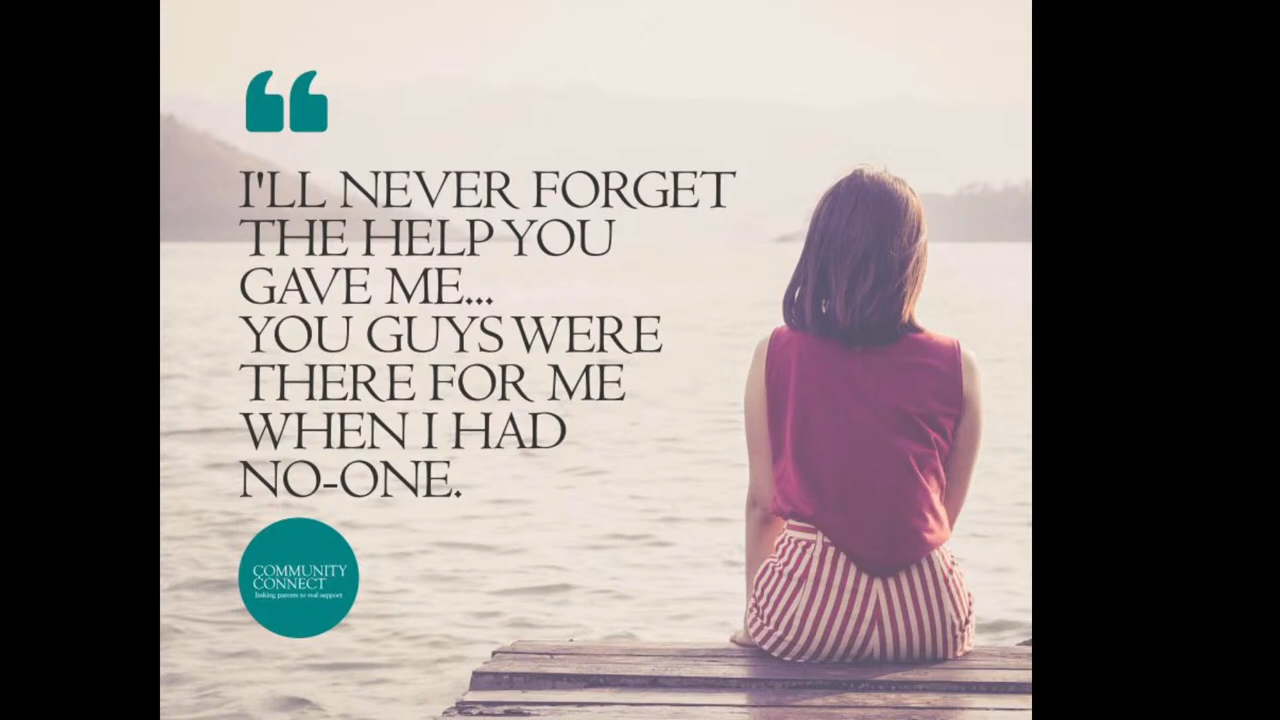 “
I'LL NEVER FORGET
THE HELP YOU
GAVE ME...
YOU GUYS WERE
THERE FOR ME
WHEN I HAD
NO-ONE.
COMMUNITY
CONNECT
linking parents to real support